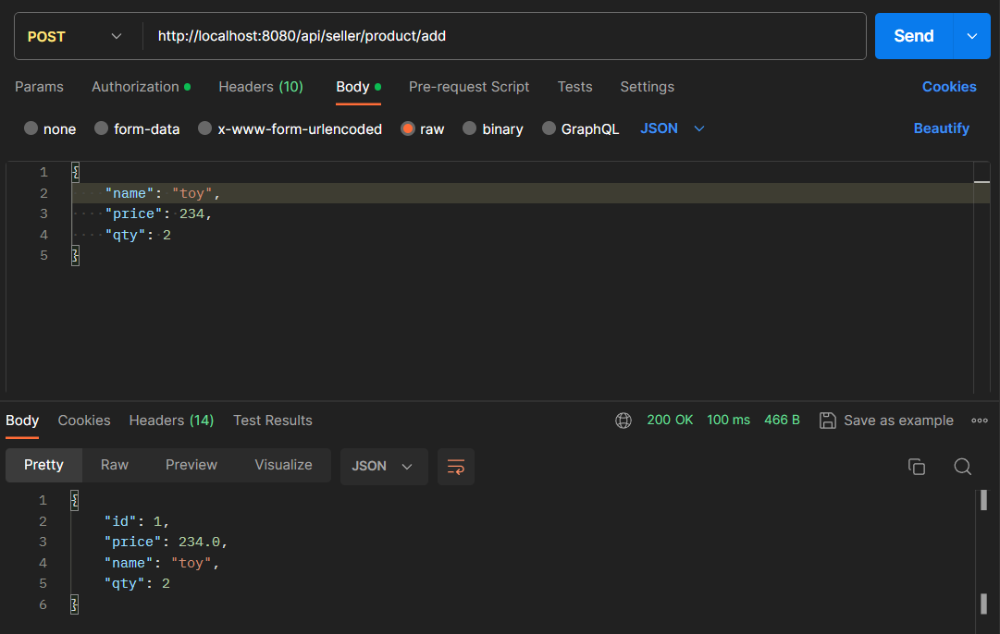 POST http://localhost:8080/api/seller/product/add Send
Params Authorization Headers (10) Body Pre-request Script Tests Settings Cookies
none form-data x-www-form-urlencoded raw binary GraphQL JSON Beautify
1 {
2 "name": "toy",
3 "price": 234,
4 "qty": 2
5 }
Body Cookies Headers (14) Test Results 200 OK 100 ms 466 B Save as example
Pretty Raw Preview Visualize JSON
1 {
2 "id": 1,
3 "price": 234.0,
4 "name": "toy",
5 "qty": 2
6 }